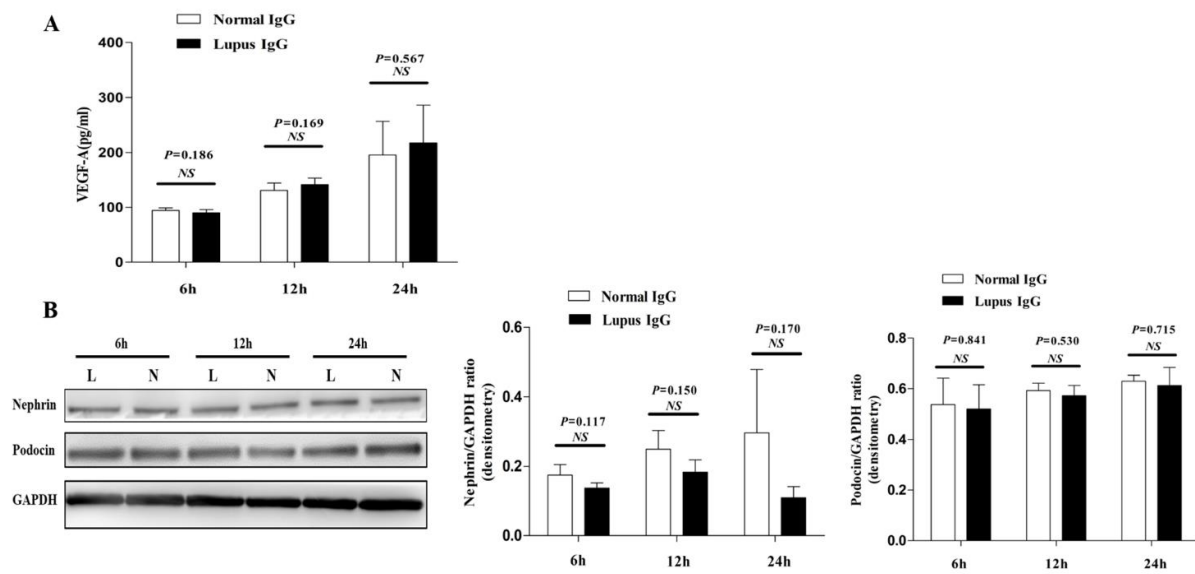 A
Normal IgG
Lupus IgG
VEGF-A(pg/ml)
400
300
200
100
0
P=0.186
NS
P=0.169
NS
P=0.567
NS
6h
12h
24h
B
6h
12h
24h
L
N
L
N
L
N
Nephrin
Podocin
GAPDH
Normal IgG
Lupus IgG
Nephrin/GAPDH ratio
(densitometry)
0.6
0.4
0.2
0.0
P=0.117
NS
P=0.150
NS
P=0.170
NS
6h
12h
24h
Normal IgG
Lupus IgG
Podocin/GAPDH ratio
(densitometry)
0.8
0.6
0.4
0.2
0.0
P=0.841
NS
P=0.530
NS
P=0.715
NS
6h
12h
24h